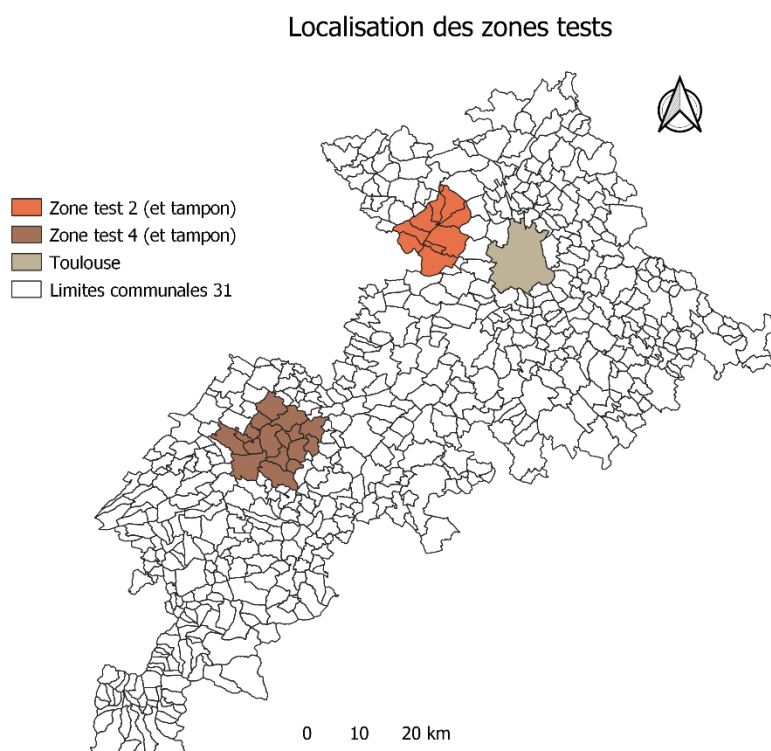 Localisation des zones tests
Zone test 2 (et tampon)
Zone test 4 (et tampon)
Toulouse
Limites communales 31
0 10 20 km